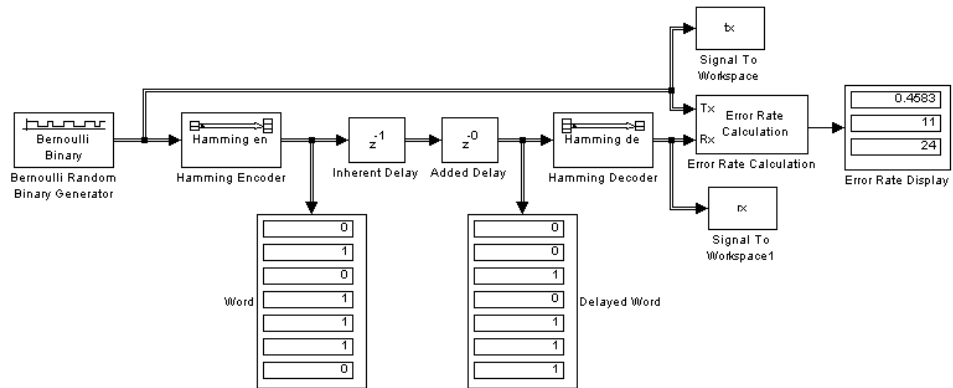 tx
Signal To
Workspace
Bernoulli
Binary
Bernoulli Random
Binary Generator
Hamming en
Hamming Encoder
z-1
Inherent Delay
z-0
Added Delay
Hamming de
Hamming Decoder
Tx
Rx
Error Rate
Calculation
Error Rate Calculation
0.4583
11
24
Error Rate Display
rx
Signal To
Workspace1
Word
0
1
0
1
1
1
0
0
0
1
0
1
1
1
Delayed Word